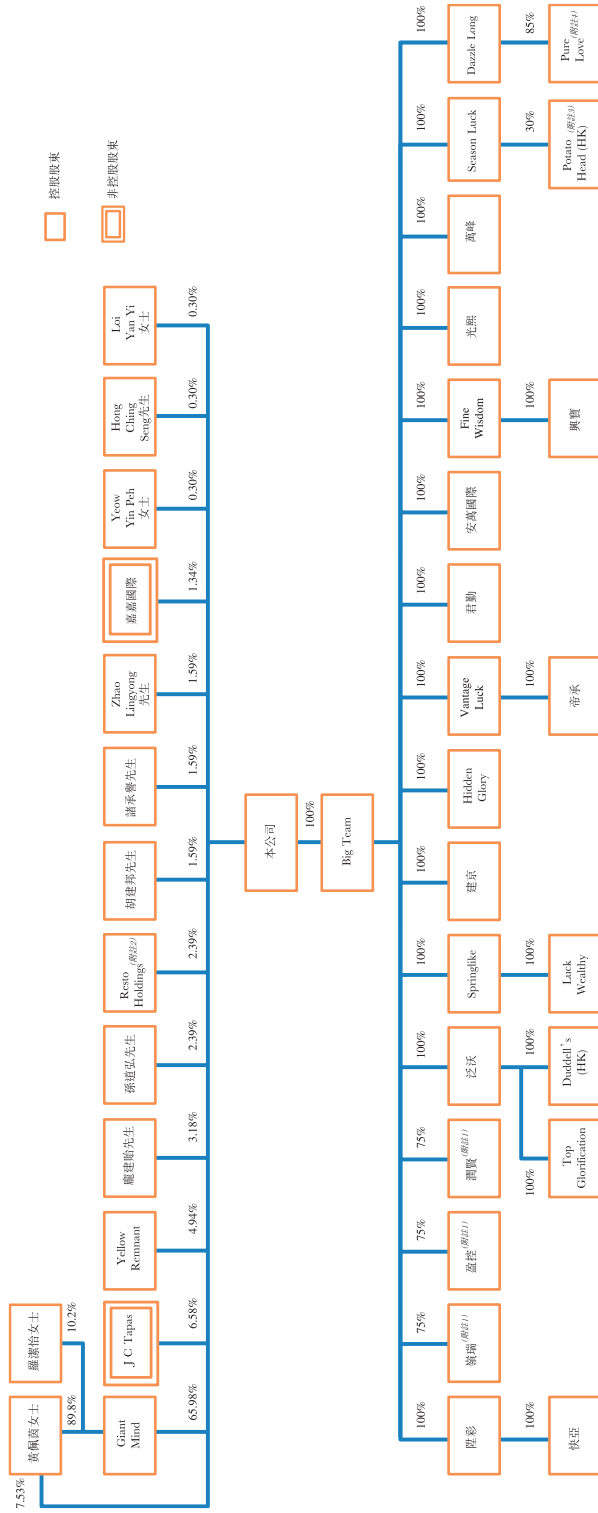 控股股東
非控股股東
黃佩茵女士
羅潔怡女士
7.53%
89.8%
10.2%
Giant
Mind
J C Tapas
Yellow
Remnant
龐建貽先生
孫道弘先生
Resto (附註2)
Holdings
胡建邦先生
諸承譽先生
Zhao
Lingyong
先生
嘉嘉國際
Yeow
Yin Peh
女士
Hong
Ching
Seng先生
Loi
Yan Yi
女士
65.98%
6.58%
4.94%
3.18%
2.39%
2.39%
1.59%
1.59%
1.59%
1.34%
0.30%
0.30%
0.30%
本公司
100%
Big Team
100%
75%
75%
75%
100%
100%
100%
100%
100%
100%
100%
100%
100%
100%
100%
100%
陞彩
嶺瑞(附註1)
盈控(附註1)
潤賢(附註1)
泛沃
Springlike
建京
Hidden
Glory
Vantage
Luck
君勤
安萬國際
Fine
Wisdom
光熙
萬峰
Season Luck
Dazzle Long
100%
100%
100%
100%
100%
100%
30%
85%
快亞
Top
Glorification
Duddell's
(HK)
Luck
Wealthy
帝承
興寶
Potato (附註3)
Head (HK)
Pure
Love (附註4)